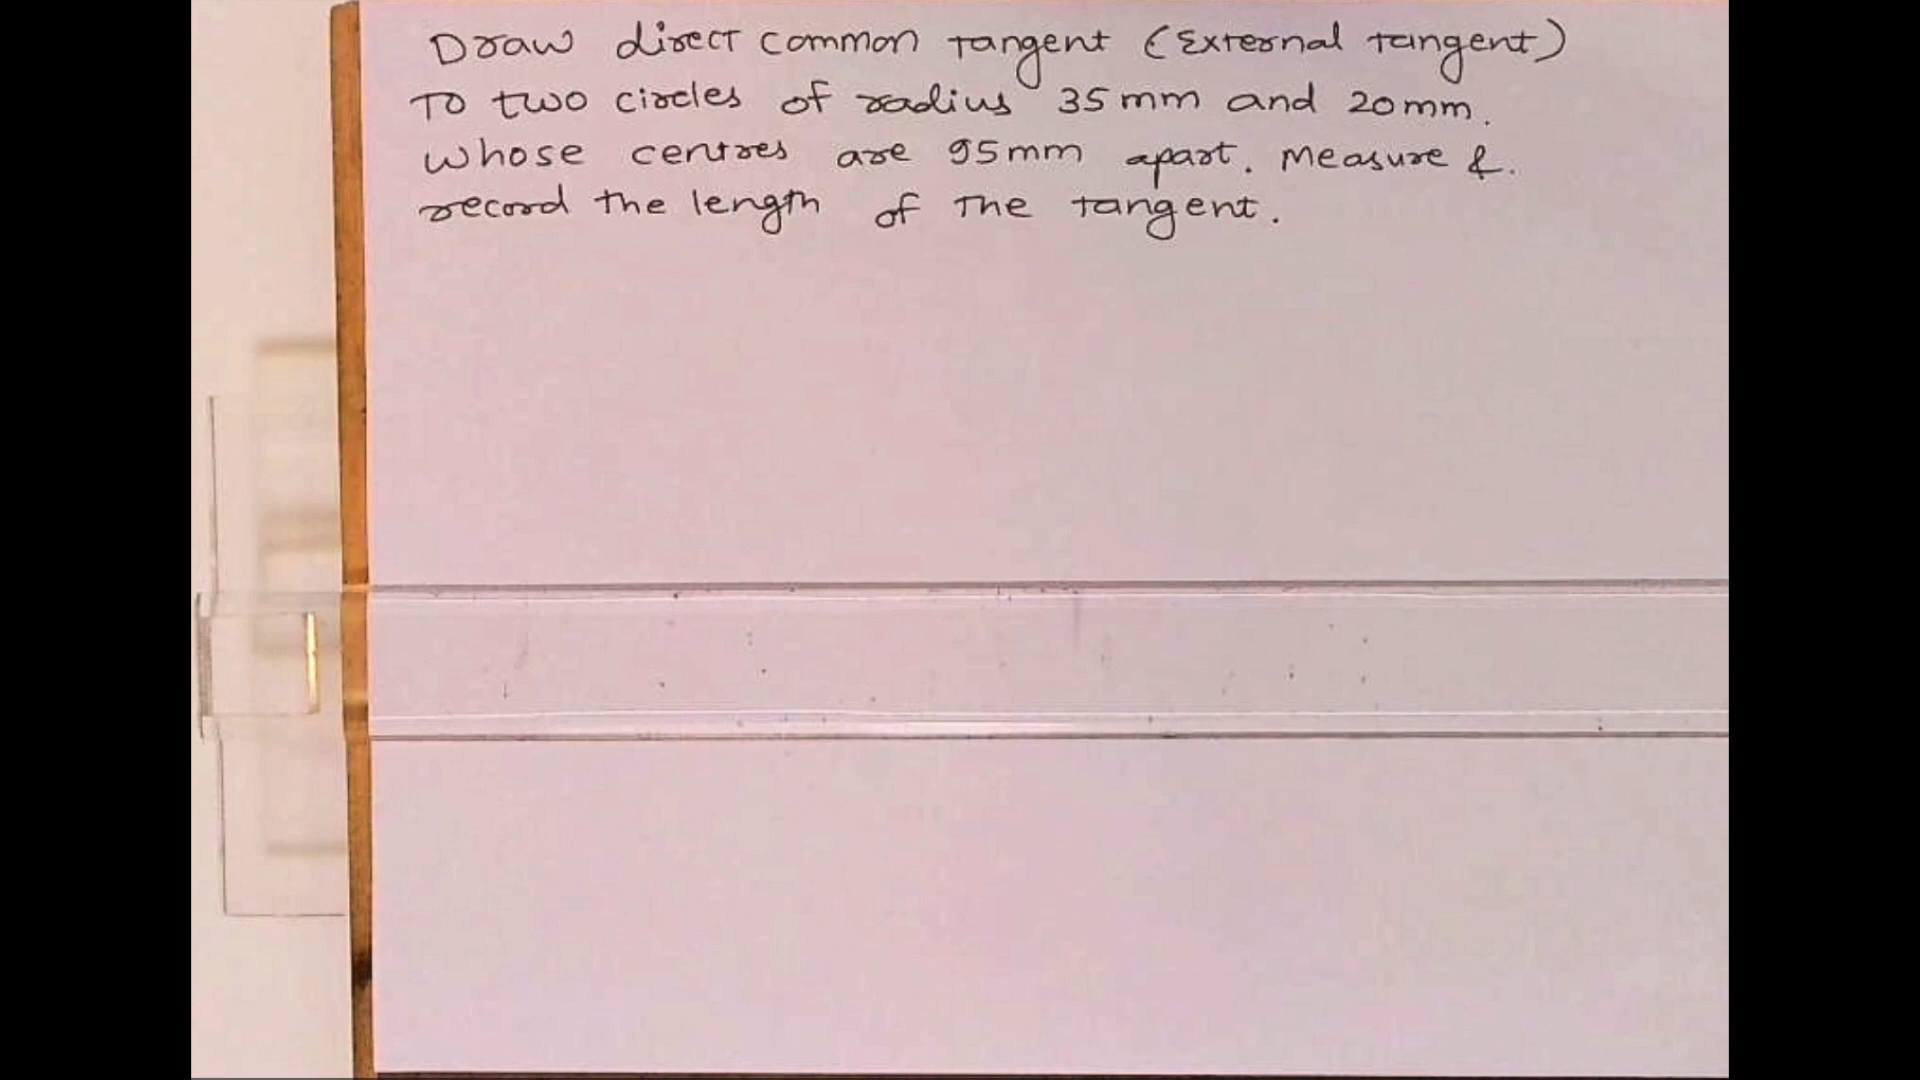 Draw direct common tangent (External tangent)
To two circles of radius 35mm and 20mm.
Whose centres are 95mm apart. Measure &.
record the length of The tangent.